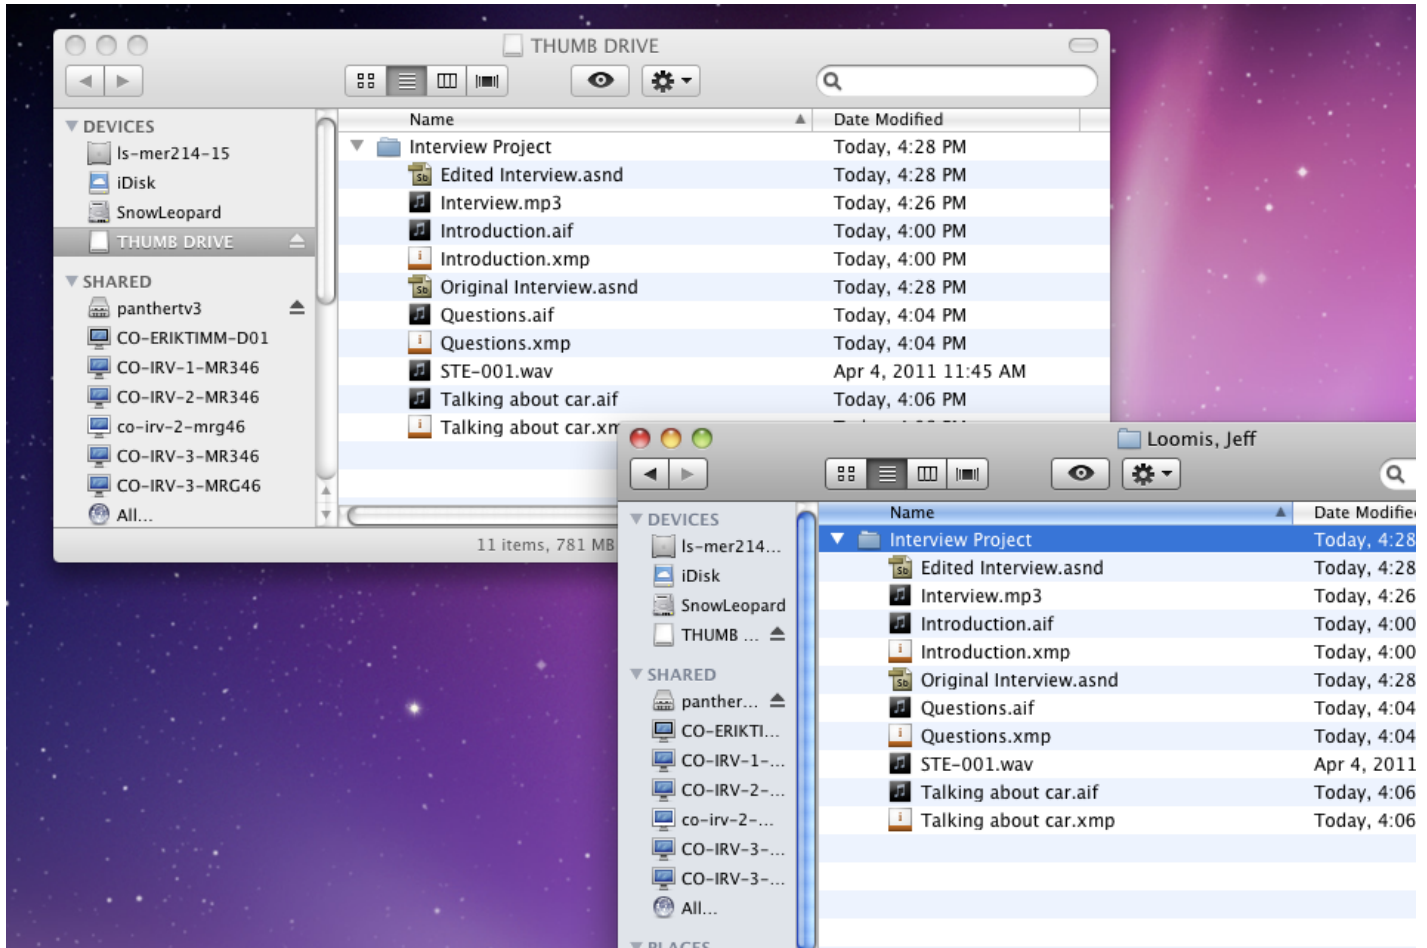 THUMB DRIVE
Name Date Modified
DEVICES
ls-mer214-15
iDisk
SnowLeopard
THUMB DRIVE
SHARED
panthertv3
CO-ERIKTIMM-D01
CO-IRV-1-MR346
CO-IRV-2-MR346
co-irv-2-mrg46
CO-IRV-3-MR346
CO-IRV-3-MRG46
All...
Interview Project Today, 4:28 PM
Edited Interview.asnd Today, 4:28 PM
Interview.mp3 Today, 4:26 PM
Introduction.aif Today, 4:00 PM
Introduction.xmp Today, 4:00 PM
Original Interview.asnd Today, 4:28 PM
Questions.aif Today, 4:04 PM
Questions.xmp Today, 4:04 PM
STE-001.wav Apr 4, 2011 11:45 AM
Talking about car.aif Today, 4:06 PM
Talking about car.xm
11 items, 781 MB
Loomis, Jeff
Name Date Modifie
DEVICES
ls-mer214...
iDisk
SnowLeopard
THUMB ...
SHARED
panther...
CO-ERIKTI...
CO-IRV-1-...
CO-IRV-2-...
co-irv-2-...
CO-IRV-3-...
CO-IRV-3-...
All...
PLACES
Interview Project Today, 4:28
Edited Interview.asnd Today, 4:28
Interview.mp3 Today, 4:26
Introduction.aif Today, 4:00
Introduction.xmp Today, 4:00
Original Interview.asnd Today, 4:28
Questions.aif Today, 4:04
Questions.xmp Today, 4:04
STE-001.wav Apr 4, 2011
Talking about car.aif Today, 4:06
Talking about car.xmp Today, 4:06